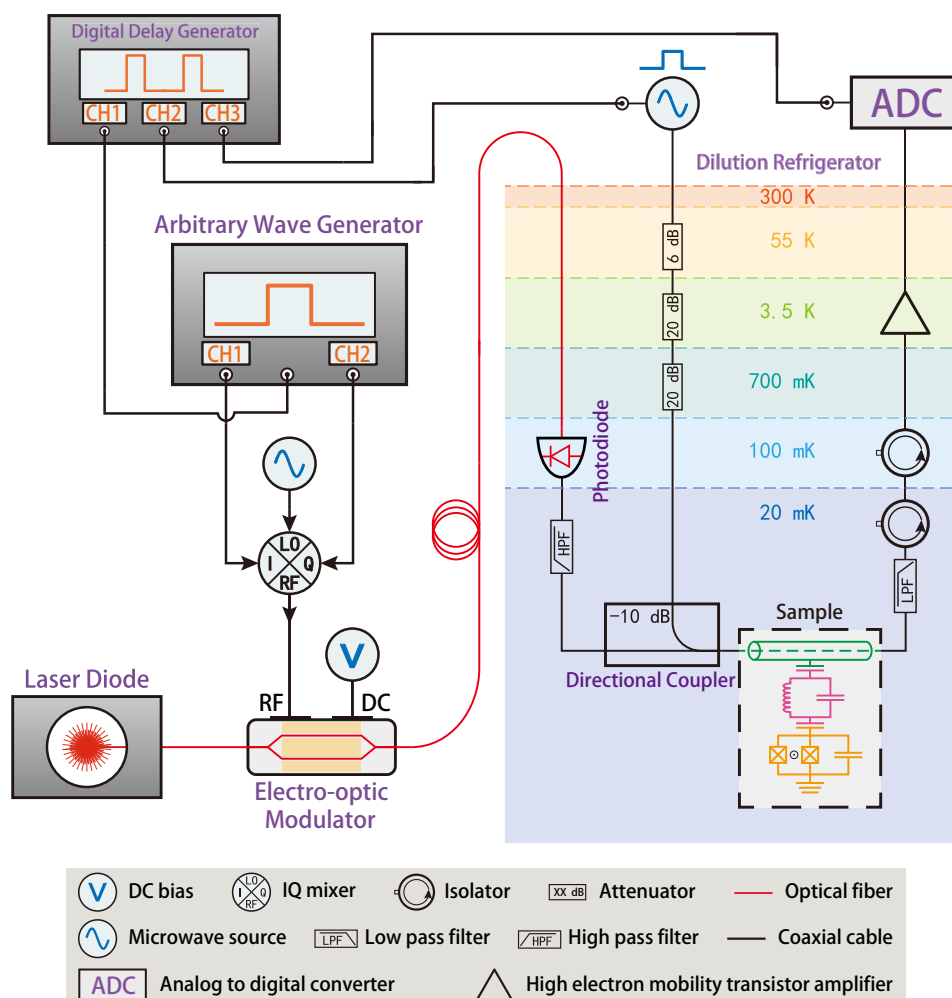 Digital Delay Generator
CH1 CH2 CH3
ADC
Dilution Refrigerator
300 K
55 K
6 dB
3.5 K
20 dB
700 mK
20 dB
100 mK
20 mK
Arbitrary Wave Generator
CH1 CH2
Photodiode
HPF
LPF
LO
I Q
RF
-10 dB
Directional Coupler
Sample
V
Laser Diode
RF DC
Electro-optic
Modulator
V DC bias LO I Q RF IQ mixer Isolator XX dB Attenuator Optical fiber
Microwave source LPF Low pass filter HPF High pass filter Coaxial cable
ADC Analog to digital converter High electron mobility transistor amplifier